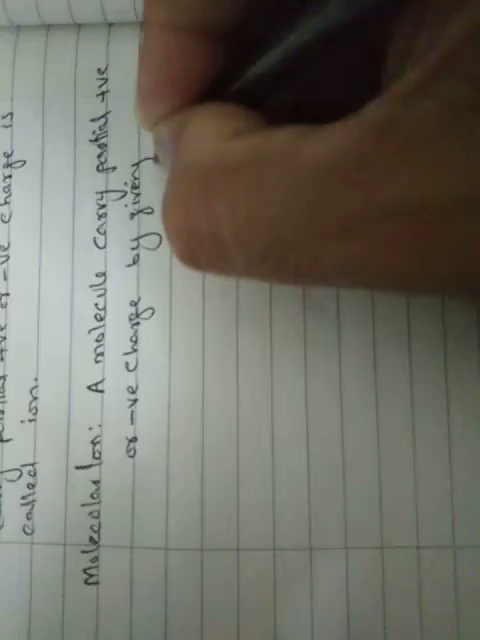 partial +ve or -ve charge is
called ion.
Molecular Ion: A molecule carry partial +ve
or -ve charge by giving